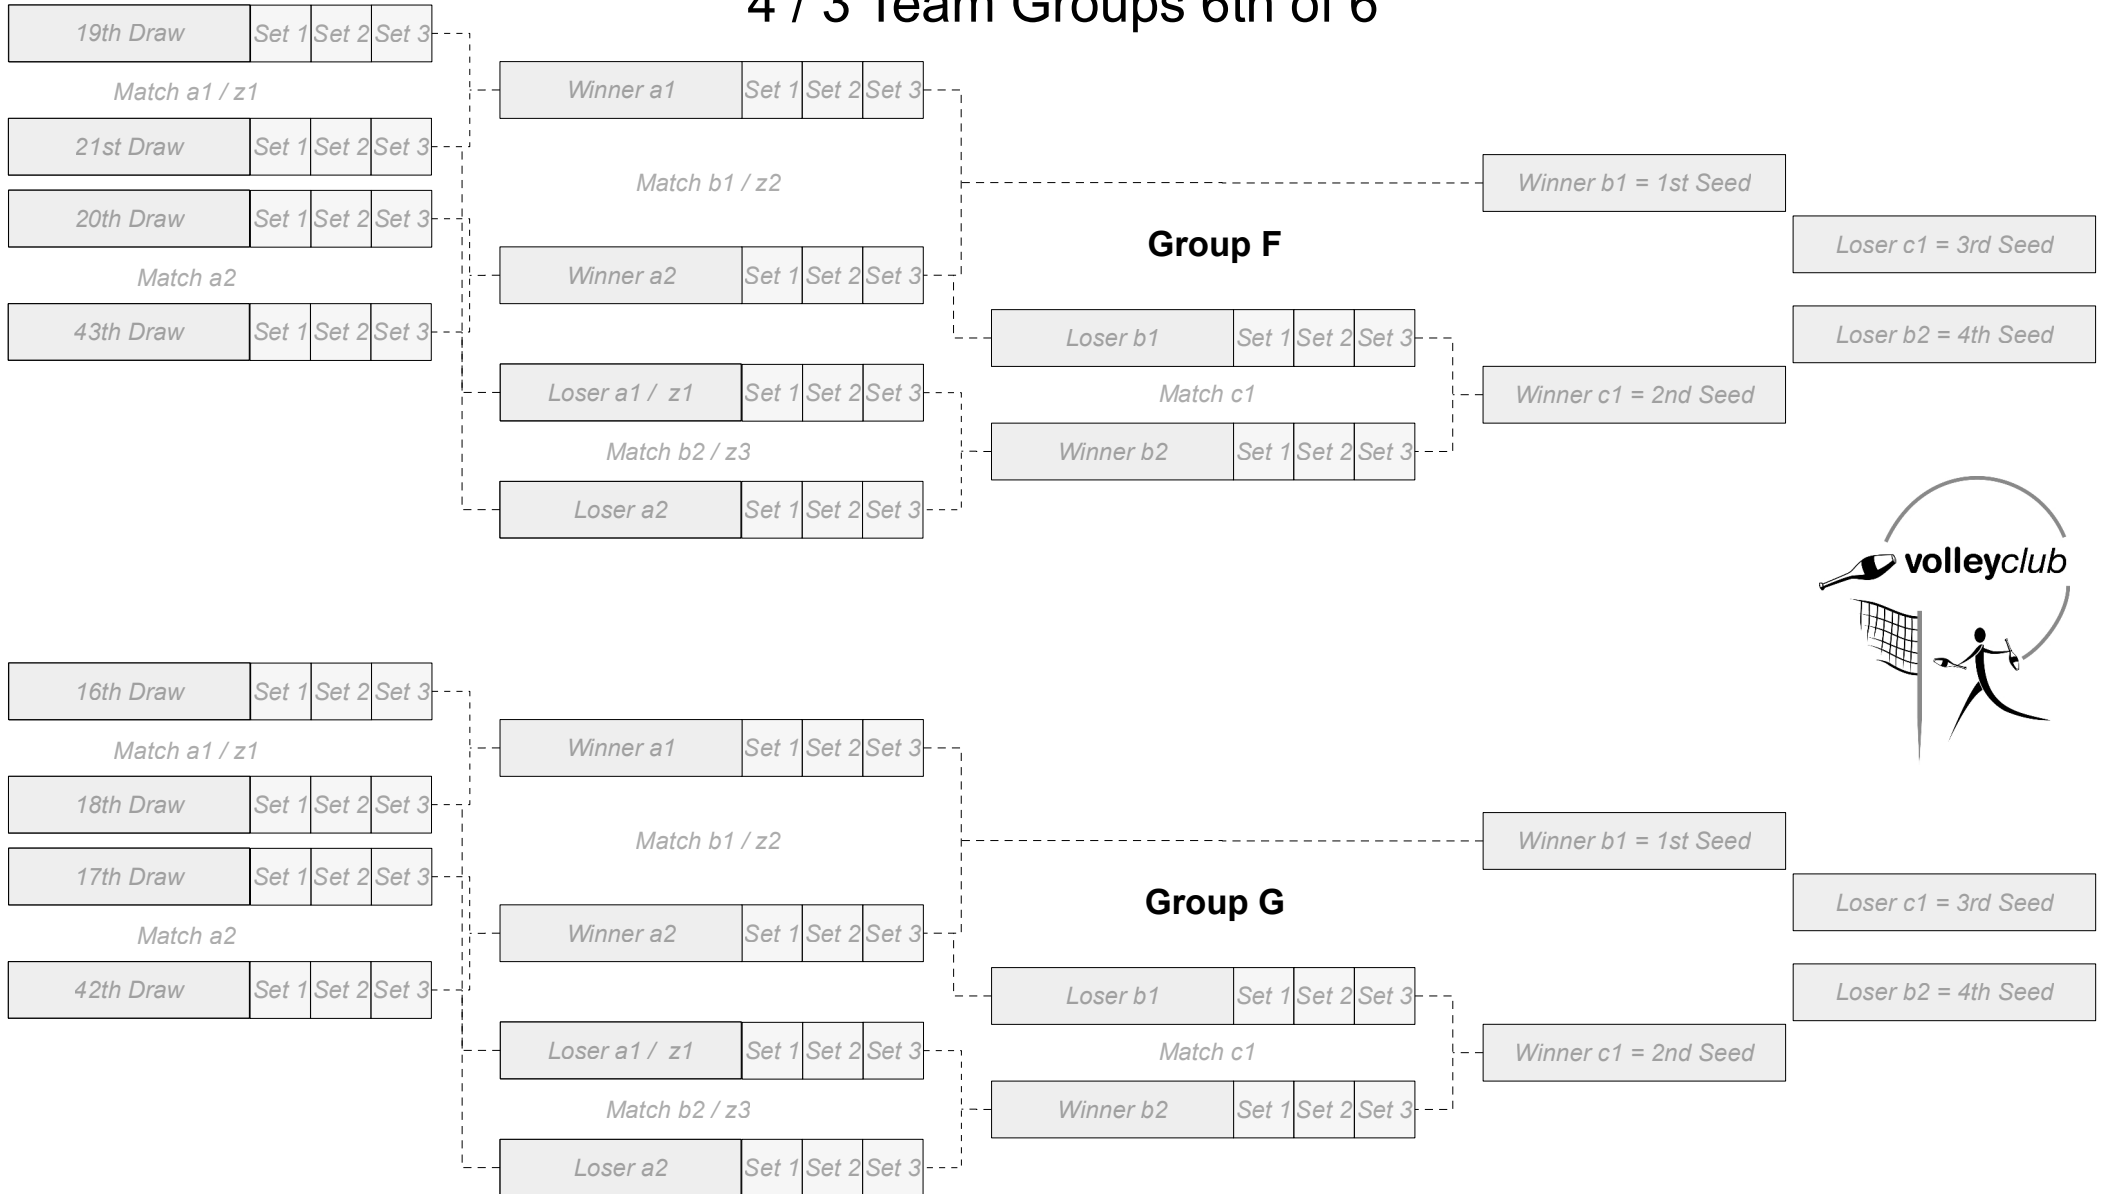 4 / 3 Team Groups 6th of 6
19th Draw Set 1 Set 2 Set 3
Match a1 / z1
21st Draw Set 1 Set 2 Set 3
20th Draw Set 1 Set 2 Set 3
Match a2
43th Draw Set 1 Set 2 Set 3
Winner a1 Set 1 Set 2 Set 3
Match b1 / z2
Winner a2 Set 1 Set 2 Set 3
Loser a1 / z1 Set 1 Set 2 Set 3
Match b2 / z3
Loser a2 Set 1 Set 2 Set 3
Group F
Loser b1 Set 1 Set 2 Set 3
Match c1
Winner b2 Set 1 Set 2 Set 3
Winner b1 = 1st Seed
Winner c1 = 2nd Seed
Loser c1 = 3rd Seed
Loser b2 = 4th Seed
volleyclub
16th Draw Set 1 Set 2 Set 3
Match a1 / z1
18th Draw Set 1 Set 2 Set 3
17th Draw Set 1 Set 2 Set 3
Match a2
42th Draw Set 1 Set 2 Set 3
Winner a1 Set 1 Set 2 Set 3
Match b1 / z2
Winner a2 Set 1 Set 2 Set 3
Loser a1 / z1 Set 1 Set 2 Set 3
Match b2 / z3
Loser a2 Set 1 Set 2 Set 3
Group G
Loser b1 Set 1 Set 2 Set 3
Match c1
Winner b2 Set 1 Set 2 Set 3
Winner b1 = 1st Seed
Winner c1 = 2nd Seed
Loser c1 = 3rd Seed
Loser b2 = 4th Seed